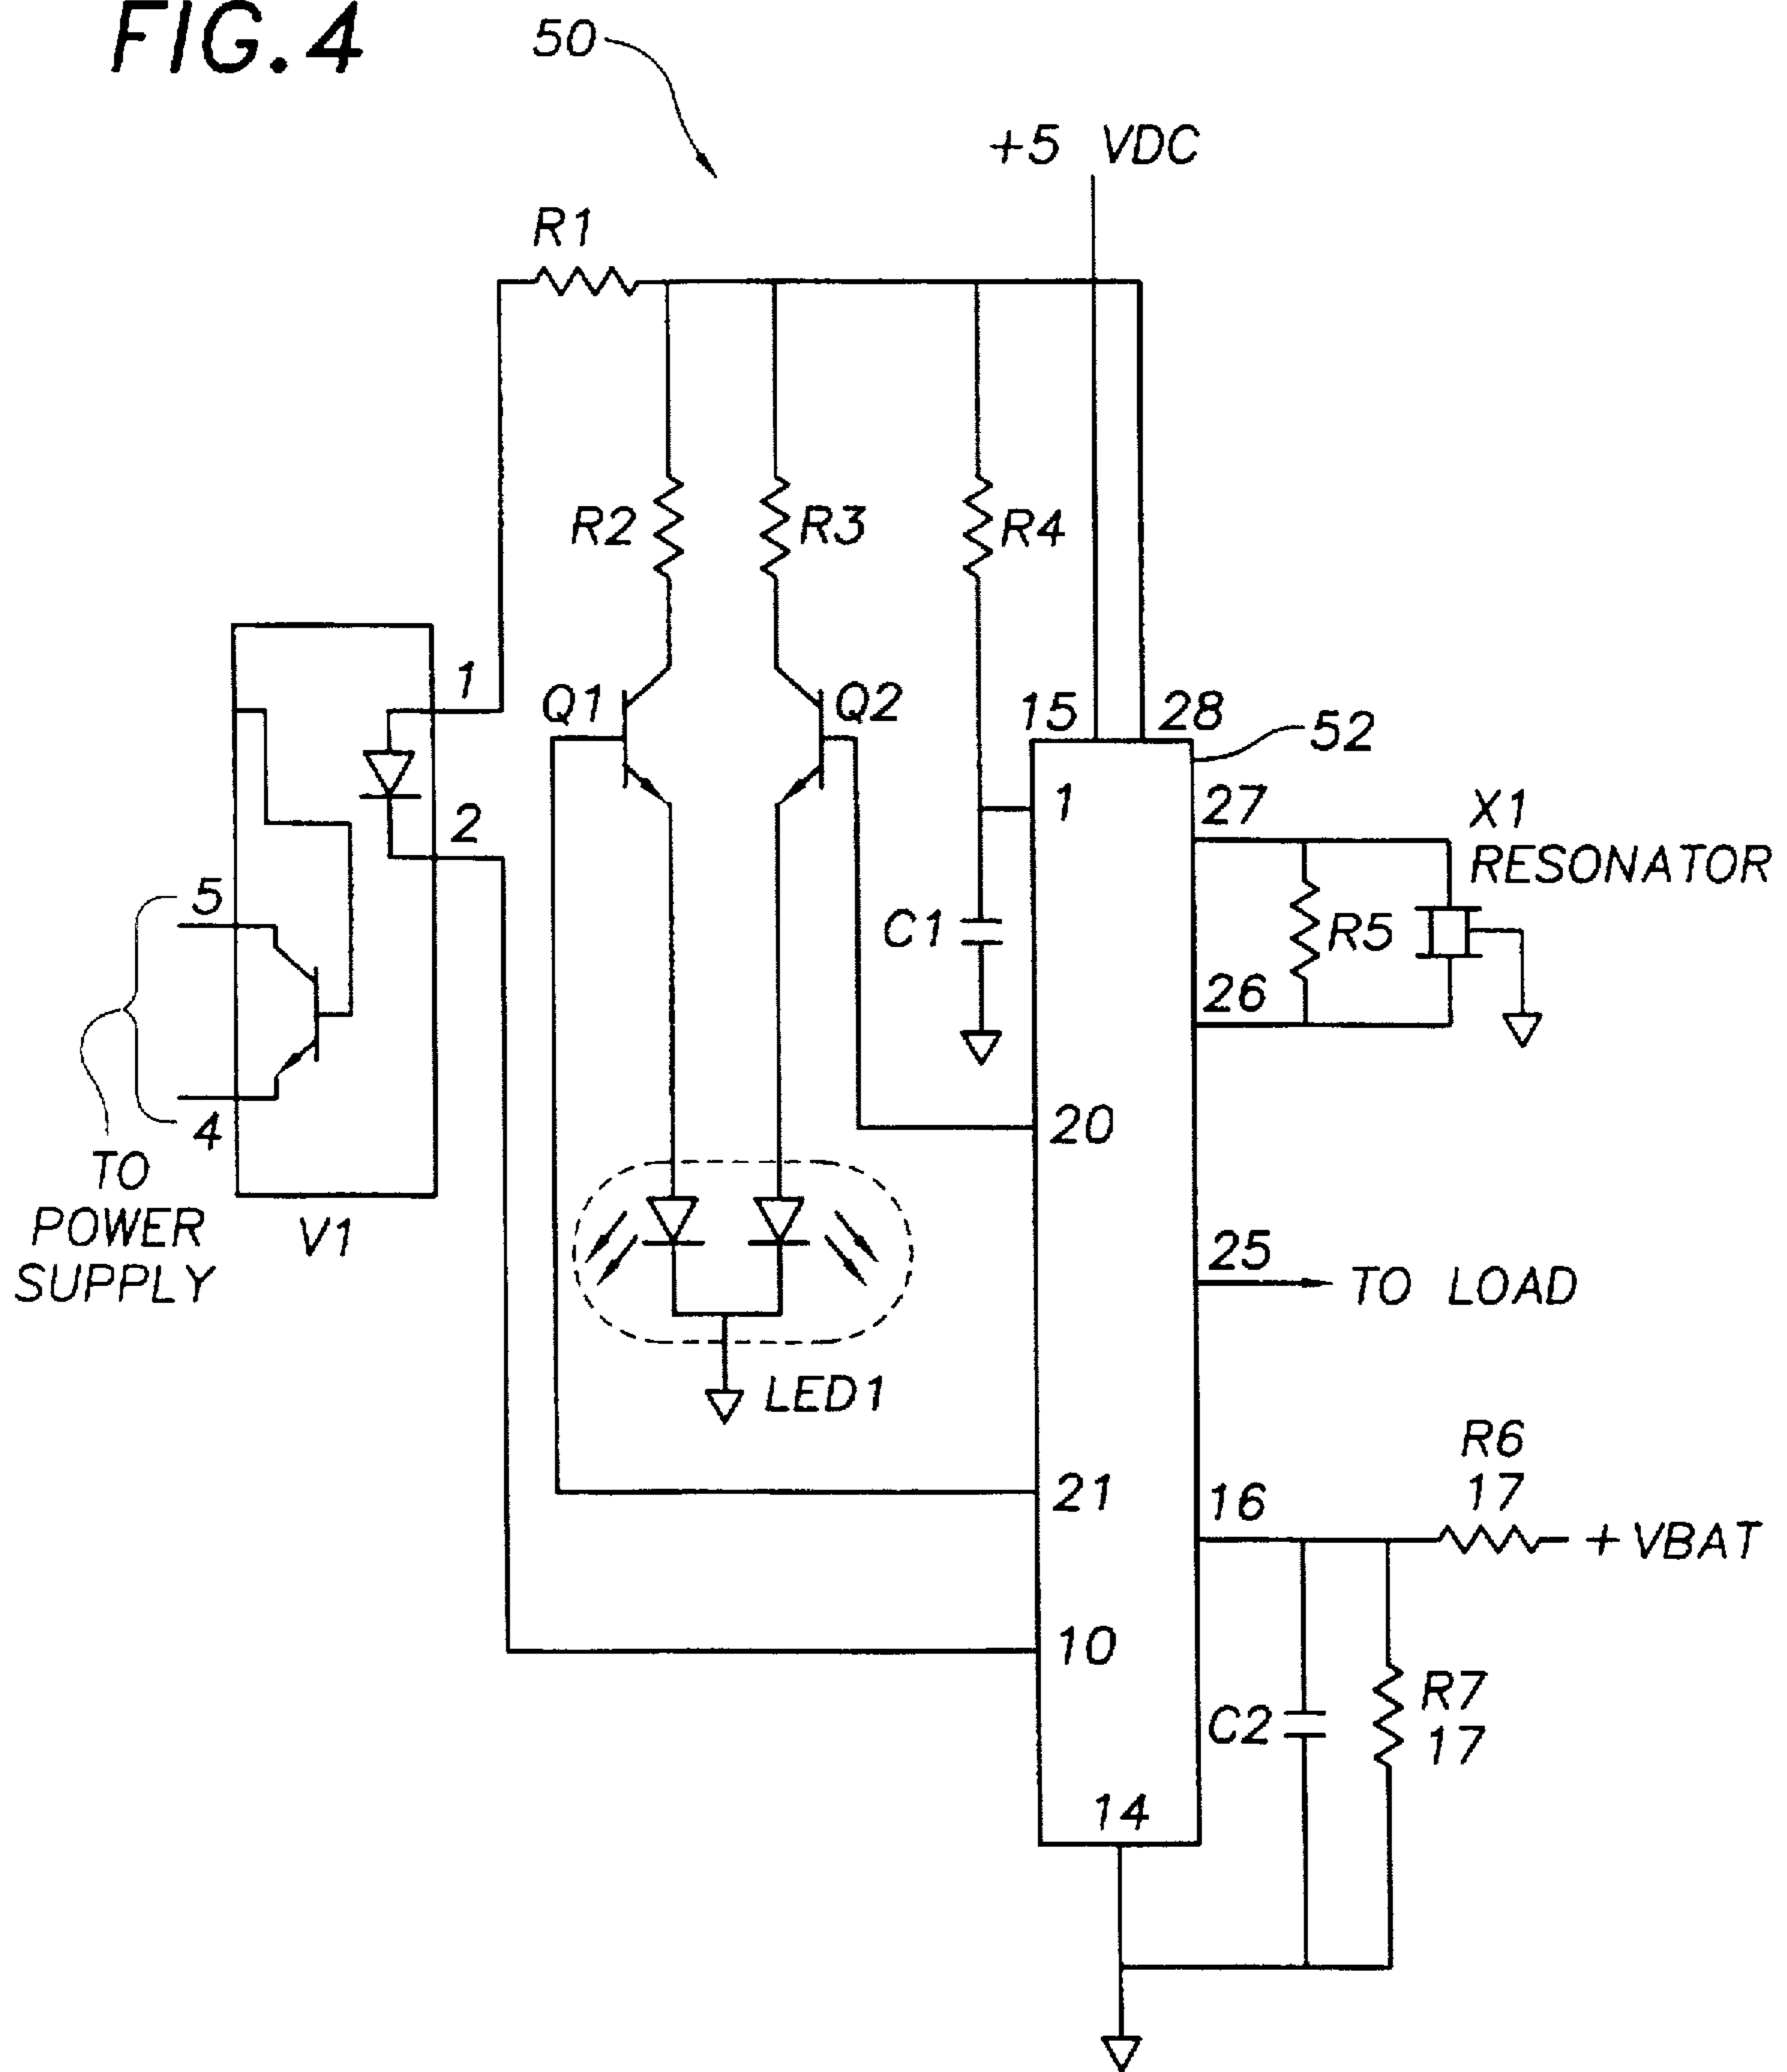 FIG.4
50
+5 VDC
R1
R2
R3
R4
1
Q1
Q2
15
28
52
2
1
27
X1
RESONATOR
5
C1
R5
26
4
20
TO
POWER
SUPPLY
V1
25
TO LOAD
LED1
R6
17
21
16
+VBAT
10
R7
17
C2
14